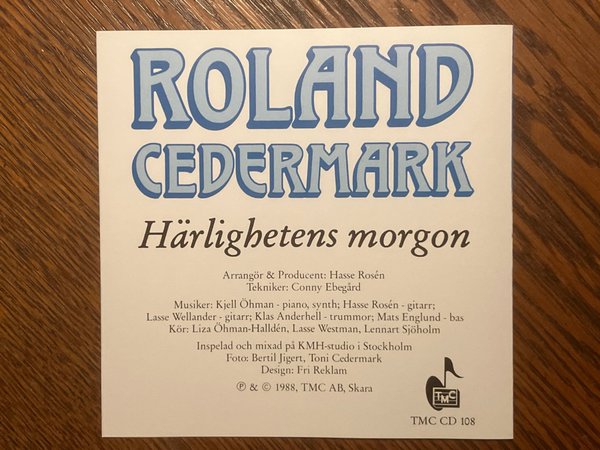 ROLAND
CEDERMARK
Härlighetens morgon
Arrangör & Producent: Hasse Rosén
Tekniker: Conny Ebegård
Musiker: Kjell Öhman - piano, synth; Hasse Rosén - gitarr;
Lasse Wellander - gitarr; Klas Anderhell - trummor; Mats Englund - bas
Kör: Liza Öhman-Halldén, Lasse Westman, Lennart Sjöholm
Inspelad och mixad på KMH-studio i Stockholm
Foto: Bertil Jigert, Toni Cedermark
Design: Fri Reklam
℗ & © 1988, TMC AB, Skara
TMC
TMC CD 108